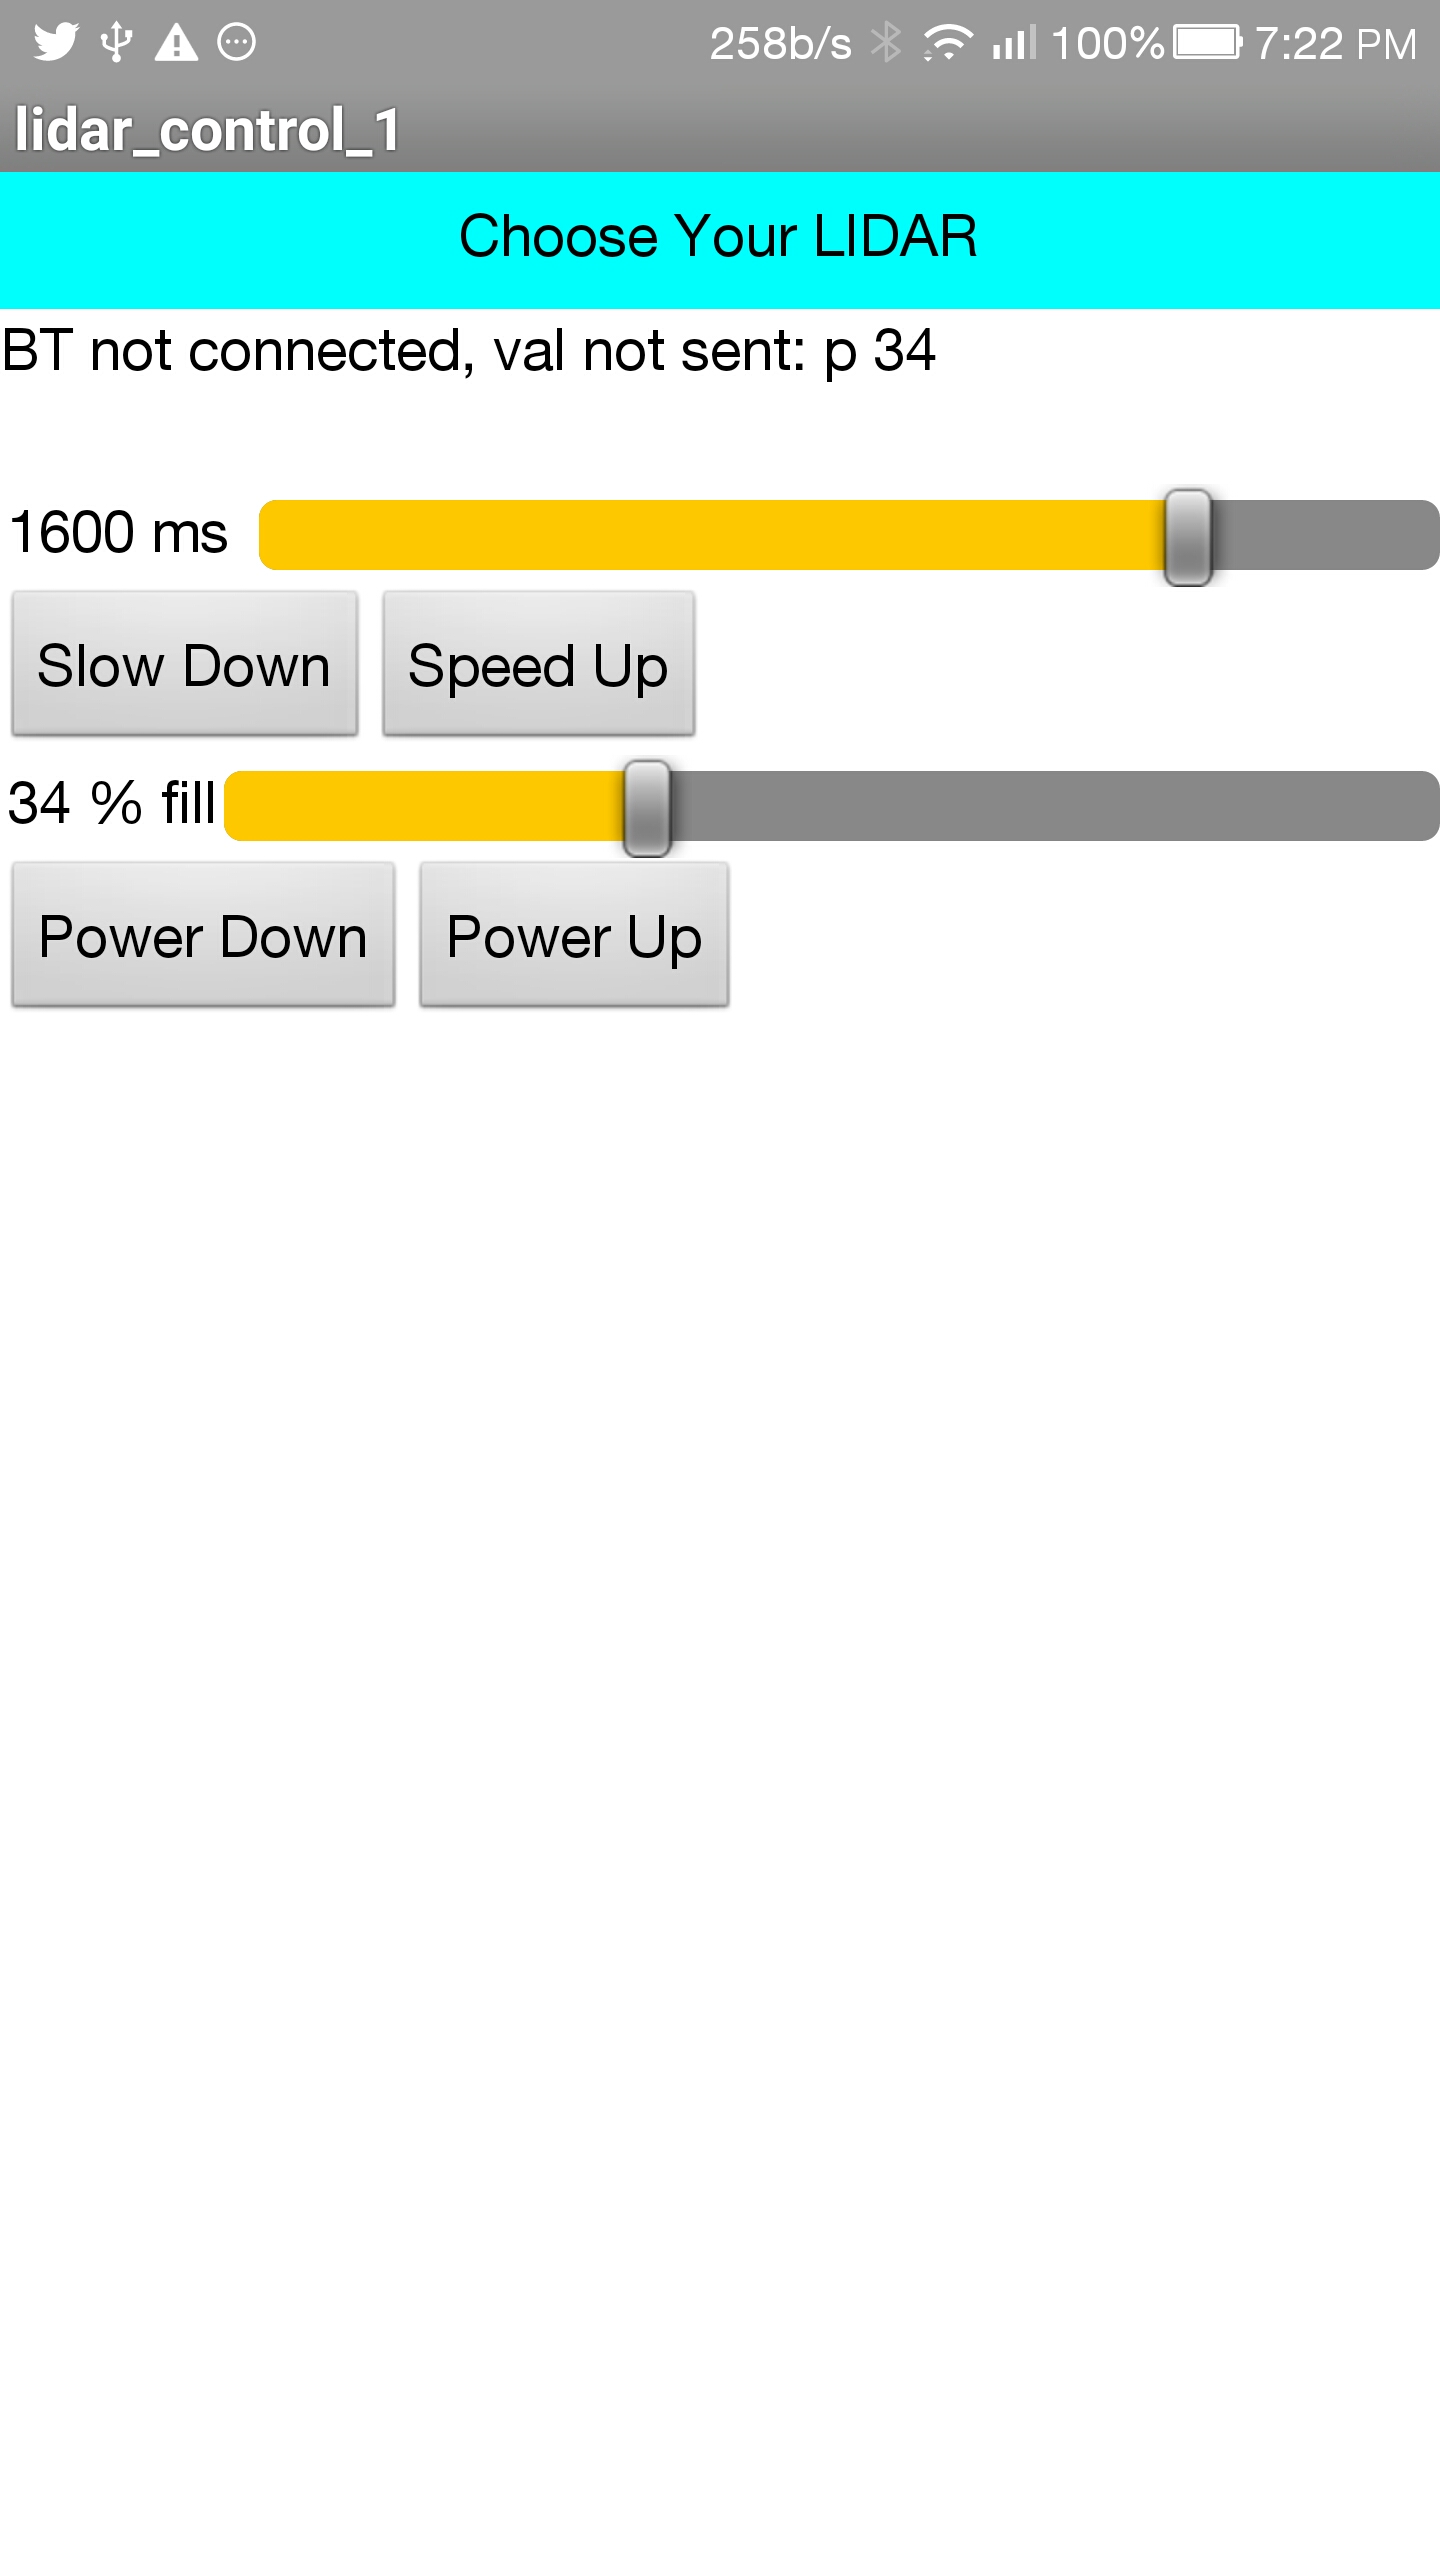 258b/s 100% 7:22 PM
lidar_control_1
Choose Your LIDAR
BT not connected, val not sent: p 34
1600 ms
Slow Down Speed Up
34 % fill
Power Down Power Up